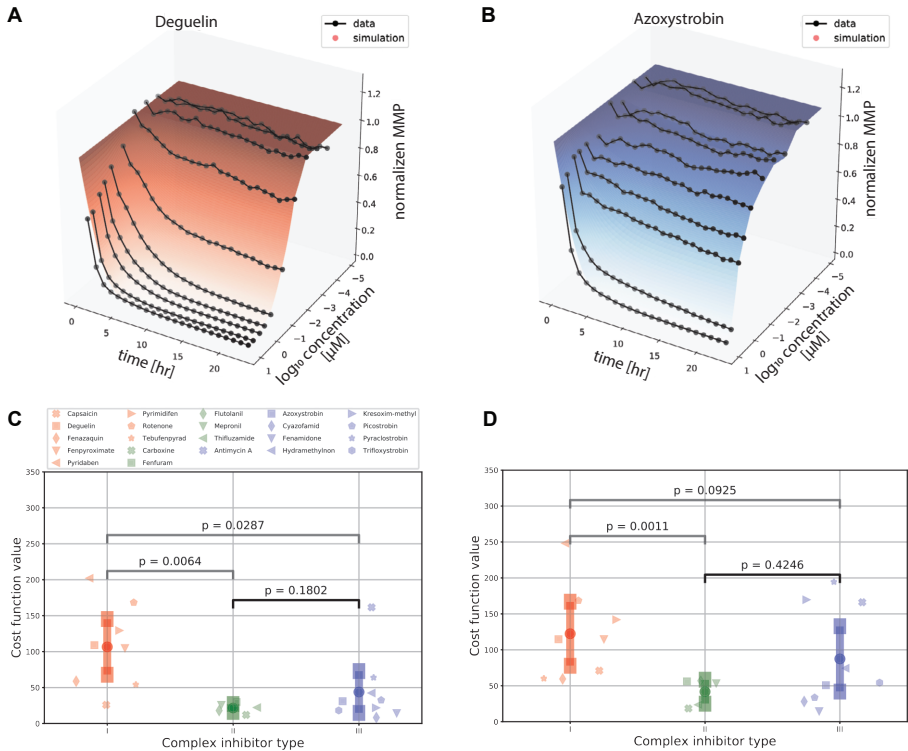 A
Deguelin
data
simulation
1.2
1.0
0.8
0.6
0.4
0.2
0.0
normalizen MMP
0
5
10
15
20
time [hr]
1
0
-1
-2
-3
-4
-5
log₁₀ concentration
[µM]
B
Azoxystrobin
data
simulation
1.2
1.0
0.8
0.6
0.4
0.2
0.0
normalizen MMP
0
5
10
15
20
time [hr]
1
0
-1
-2
-3
-4
-5
log₁₀ concentration
[µM]
C
Capsaicin
Deguelin
Fenazaquin
Fenpyroximate
Pyridaben
Pyrimidifen
Rotenone
Tebufenpyrad
Carboxine
Fenfuram
Flutolanil
Mepronil
Thifluzamide
Antimycin A
Azoxystrobin
Cyazofamid
Fenamidone
Hydramethylnon
Kresoxim-methyl
Picostrobin
Pyraclostrobin
Trifloxystrobin
350
300
250
200
150
100
50
0
Cost function value
p = 0.0287
p = 0.0064
p = 0.1802
I
II
III
Complex inhibitor type
D
350
300
250
200
150
100
50
0
Cost function value
p = 0.0925
p = 0.0011
p = 0.4246
I
II
III
Complex inhibitor type